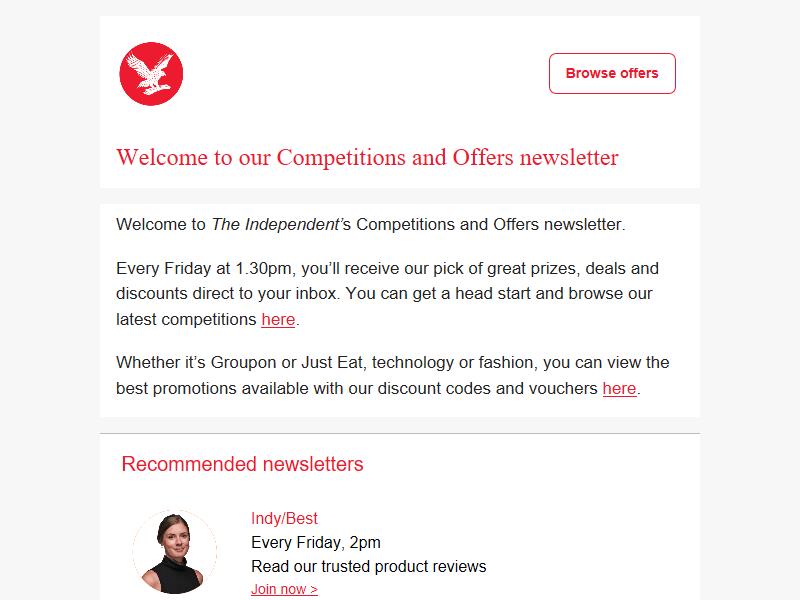 Browse offers
Welcome to our Competitions and Offers newsletter
Welcome to The Independent’s Competitions and Offers newsletter.
Every Friday at 1.30pm, you’ll receive our pick of great prizes, deals and
discounts direct to your inbox. You can get a head start and browse our
latest competitions here.
Whether it’s Groupon or Just Eat, technology or fashion, you can view the
best promotions available with our discount codes and vouchers here.
Recommended newsletters
Indy/Best
Every Friday, 2pm
Read our trusted product reviews
Join now >